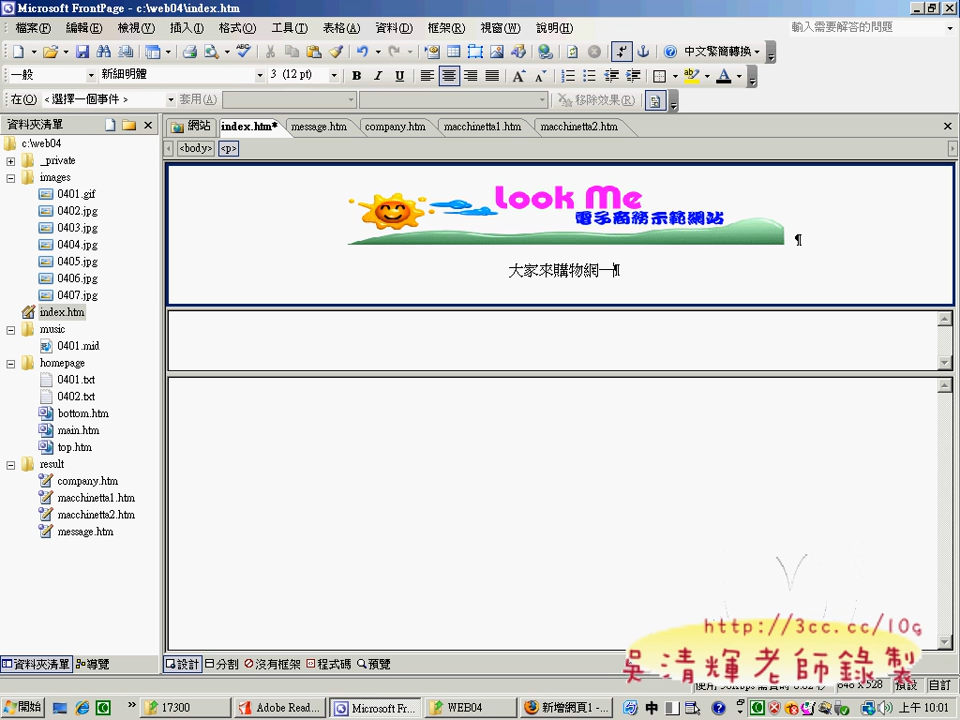 Microsoft FrontPage - c:\web04\index.htm
檔案(F) 編輯(E) 檢視(V) 插入(I) 格式(O) 工具(T) 表格(A) 資料(D) 框架(R) 視窗(W) 說明(H) 輸入需要解答的問題
中文繁簡轉換
一般 新細明體 3 (12 pt) B I U
在(O) <選擇一個事件> 套用(A) 移除效果(R)
資料夾清單 網站 index.htm* message.htm company.htm macchinetta1.htm macchinetta2.htm
<body> <p>
c:\web04
_private
images
0401.gif
0402.jpg
0403.jpg
0404.jpg
0405.jpg
0406.jpg
0407.jpg
index.htm
music
0401.mid
homepage
0401.txt
0402.txt
bottom.htm
main.htm
top.htm
result
company.htm
macchinetta1.htm
macchinetta2.htm
message.htm
Look Me
電子商務示範網站
大家來購物網一
http://3cc.cc/10g
吳清輝老師錄製
資料夾清單 導覽 設計 分割 沒有框架 程式碼 預覽
848 x 528 預設 自訂
開始 17300 Adobe Read... Microsoft Fr... WEB04 新增網頁1 -... 中 上午 10:01